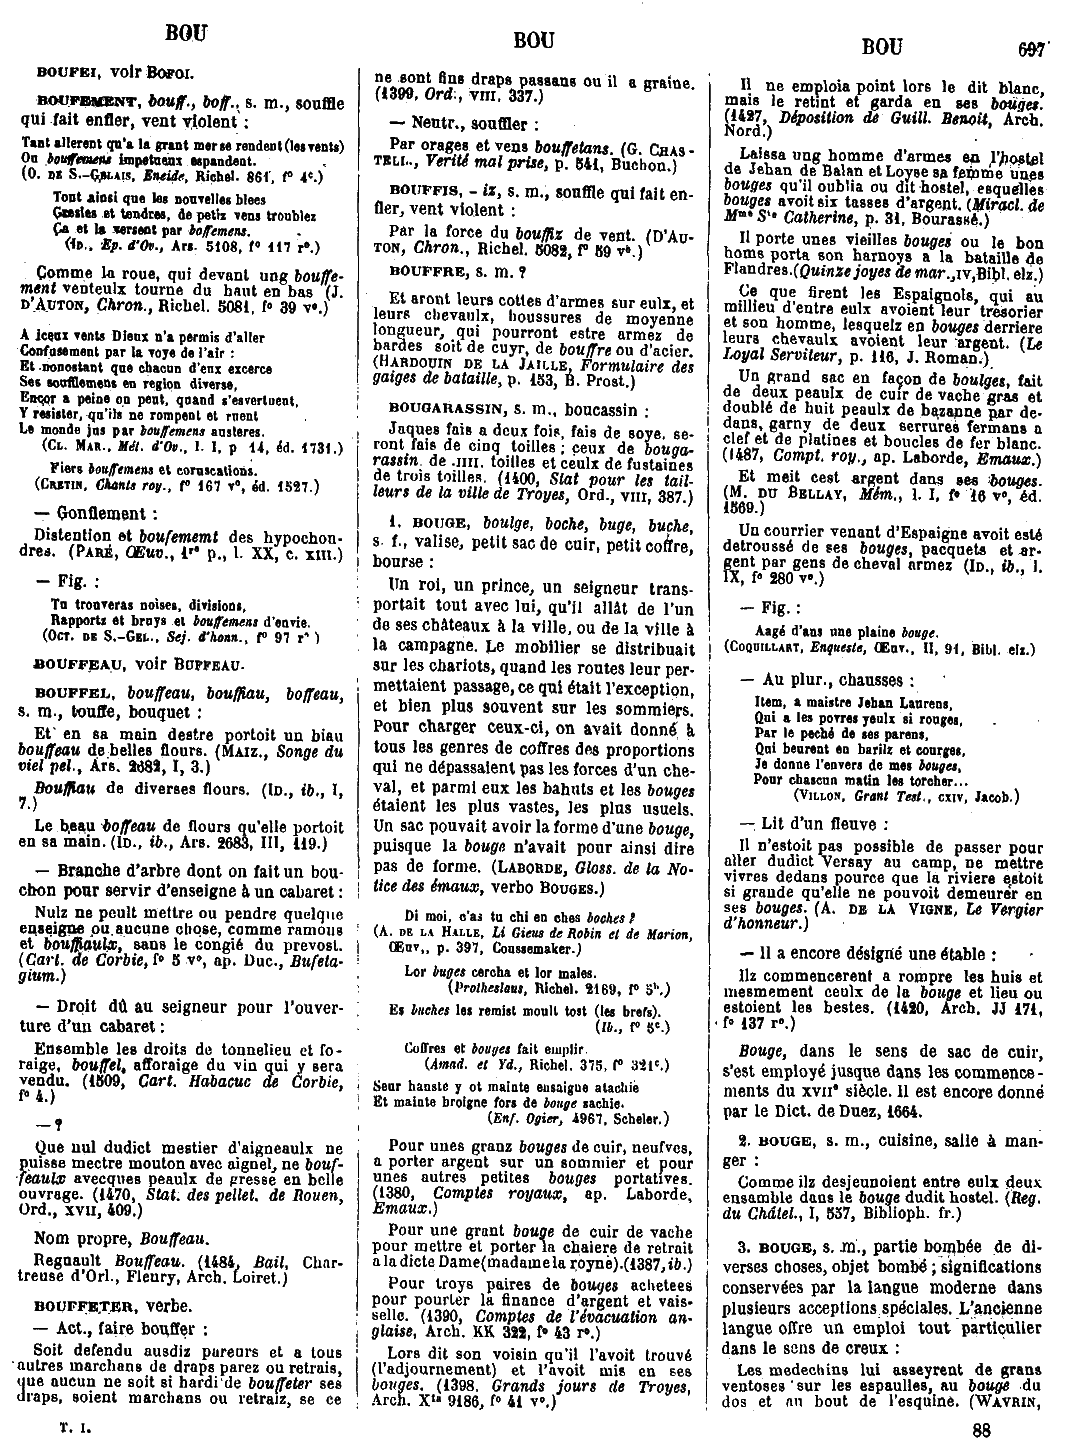 BOU
BOUFEI, voir BOFOI.
BOUFEMENT, bouff., boff., s. m., souffle
qui fait enfler, vent violent :
Tant allerent qu'a la grant mer se rendent (les vents)
Ou bouffemens impetueux espandent.
(O. DE S.-GELAIS, Eneide, Richel. 861, f° 4c.)
Tout ainsi que les nouvelles blees
Gresles et tendres, de petiz vens troublez
Ça et la versent par boffemens.
(ID., Ep. d'Ov., Ars. 5108, f° 117 r°.)
Comme la roue, qui devant ung bouffe-
ment venteulx tourne du haut en bas (J.
D'AUTON, Chron., Richel. 5081, f° 39 v°.)
A iceux vents Dieux n'a permis d'aller
Confusement par la voye de l'air :
Et nonostant que chacun d'eux excerce
Ses soufflemens en region diverse,
Encor a peine on peut, quand s'esvertuent,
Y resister, qu'ils ne rompent et ruent
Le monde jus par bouffemens austeres.
(CL. MAR., Mét. d'Ov., l. I, p 14, éd. 1731.)
Fiers bouffemens et coruscations.
(CRETIN, Chants roy., f° 167 v°, éd. 1527.)
— Gonflement :
Distention et boufement des hypochon-
dres. (PARÉ, Œuv., 1re p., l. XX, c. XIII.)
— Fig. :
Tu trouveras noises, divisions,
Rapports et bruys et bouffemens d'envie.
(OCT. DE S.-GEL., Sej. d'honn., f° 97 r°)
BOUFFEAU, voir BUFFEAU.
BOUFFEL, bouffeau, bouffiau, boffeau,
s. m., touffe, bouquet :
Et en sa main destre portoit un biau
bouffeau de belles flours. (MAIZ., Songe du
viel pel., Ars. 2682, I, 3.)
Bouffiau de diverses flours. (ID., ib., I,
7.)
Le beau boffeau de flours qu'elle portoit
en sa main. (ID., ib., Ars. 2683, III, 119.)
— Branche d'arbre dont on fait un bou-
chon pour servir d'enseigne à un cabaret :
Nulz ne peult mettre ou pendre quelque
enseigne ou aucune chose, comme ramous
et bouffiaulx, sans le congié du prevost.
(Cart. de Corbie, f° 5 v°, ap. Duc., Bufeta-
gium.)
— Droit dû au seigneur pour l'ouver-
ture d'un cabaret :
Ensemble les droits de tonnelieu et fo-
raige, bouffel, afforaige du vin qui y sera
vendu. (1509, Cart. Habacuc de Corbie,
f° 4.)
— ?
Que nul dudict mestier d'aigneaulx ne
puisse mectre mouton avec aignel, ne bouf-
feaulx avecques peaulx de presse en belle
ouvrage. (1470, Stat. des pellet. de Rouen,
Ord., XVII, 409.)
Nom propre, Bouffeau.
Regnault Bouffeau. (1484, Bail, Char-
treuse d'Orl., Fleury, Arch. Loiret.)
BOUFFETER, verbe.
— Act., faire bouffer :
Soit defendu ausdiz pareurs et a tous
autres marchans de draps parez ou retrais,
que aucun ne soit si hardi de bouffeter ses
draps, soient marchans ou retraiz, se ce
T. I.
BOU
ne sont fins draps passans ou il a graine.
(1399, Ord., VIII, 337.)
— Neutr., souffler :
Par orages et vens bouffetans. (G. CHAS-
TELL., Verité mal prise, p. 541, Buchon.)
BOUFFIS, - iz, s. m., souffle qui fait en-
fler, vent violent :
Par la force du bouffiz de vent. (D'AU-
TON, Chron., Richel. 5082, f° 59 v°.)
BOUFFRE, s. m. ?
Et aront leurs cottes d'armes sur eulx, et
leurs chevaulx, houssures de moyenne
longueur, qui pourront estre armez de
bardes soit de cuyr, de bouffre ou d'acier.
(HARDOUIN DE LA JAILLE, Formulaire des
gaiges de bataille, p. 153, B. Prost.)
BOUGARASSIN, s. m., boucassin :
Jaques fais a deux fois, fais de soye, se-
ront fais de cinq toilles ; ceux de bouga-
rassin de .IIII. toilles et ceulx de fustaines
de trois toilles. (1400, Stat pour les tail-
leurs de la ville de Troyes, Ord., VIII, 387.)
1. BOUGE, boulge, boche, buge, buche,
s. f., valise, petit sac de cuir, petit coffre,
bourse :
Un roi, un prince, un seigneur trans-
portait tout avec lui, qu'il allât de l'un
de ses châteaux à la ville, ou de la ville à
la campagne. Le mobilier se distribuait
sur les chariots, quand les routes leur per-
mettaient passage, ce qui était l'exception,
et bien plus souvent sur les sommiers.
Pour charger ceux-ci, on avait donné à
tous les genres de coffres des proportions
qui ne dépassaient pas les forces d'un che-
val, et parmi eux les bahuts et les bouges
étaient les plus vastes, les plus usuels.
Un sac pouvait avoir la forme d'une bouge,
puisque la bouge n'avait pour ainsi dire
pas de forme. (LABORDE, Gloss. de la No-
tice des émaux, verbo BOUGES.)
Di moi, c'as tu chi en ches boches ?
(A. DE LA HALLE, Li Gieus de Robin et de Marion,
Œuv., p. 397, Coussemaker.)
Lor buges cercha et lor males.
(Protheslaus, Richel. 2169, f° 5b.)
Es buches les remist moult tost (les brefs).
(Ib., f° 5c.)
Coffres et bouges fait emplir.
(Amad. et Yd., Richel. 375, f° 321c.)
Seur hanste y ot mainte ensaigne atachie
Et mainte broigne fors de bouge sachie.
(Enf. Ogier, 4967, Scheler.)
Pour unes granz bouges de cuir, neufves,
a porter argent sur un sommier et pour
unes autres petites bouges portatives.
(1380, Comptes royaux, ap. Laborde,
Emaux.)
Pour une grant bouge de cuir de vache
pour mettre et porter la chaiere de retrait
a la dicte Dame (madame la royne). (1387, ib.)
Pour troys paires de bouges achetees
pour pourter la finance d'argent et vais-
selle. (1390, Comptes de l'évacuation an-
glaise, Arch. KK 322, f° 43 r°.)
Lors dit son voisin qu'il l'avoit trouvé
(l'adjournement) et l'avoit mis en ses
bouges. (1398, Grands jours de Troyes,
Arch. X1a 9186, f° 41 v°.)
BOU 697
Il ne emploia point lors le dit blanc,
mais le retint et garda en ses bouges.
(1427, Déposition de Guill. Benoit, Arch.
Nord.)
Laissa ung homme d'armes en l'hostel
de Jehan de Balan et Loyse sa femme unes
bouges qu'il oublia ou dit hostel, esquelles
bouges avoit six tasses d'argent. (Miracl. de
Mme Ste Catherine, p. 31, Bourassé.)
Il porte unes vieilles bouges ou le bon
homs porta son harnoys a la bataille de
Flandres. (Quinze joyes de mar., IV, Bibl. elz.)
Ce que firent les Espaignols, qui au
millieu d'entre eulx avoient leur tresorier
et son homme, lesquelz en bouges derriere
leurs chevaulx avoient leur argent. (Le
Loyal Serviteur, p. 116, J. Roman.)
Un grand sac en façon de boulges, fait
de deux peaulx de cuir de vache gras et
doublé de huit peaulx de bazanne par de-
dans, garny de deux serrures fermans a
clef et de platines et boucles de fer blanc.
(1487, Compt. roy., ap. Laborde, Emaux.)
Et meit cest argent dans ses bouges.
(M. DU BELLAY, Mém., l. I, f° 16 v°, éd.
1569.)
Un courrier venant d'Espaigne avoit esté
detroussé de ses bouges, pacquets et ar-
gent par gens de cheval armez (ID., ib., l.
IX, f° 280 v°.)
— Fig. :
Aagé d'ans une plaine bouge.
(COQUILLART, Enqueste, Œuv., II, 91, Bibl. elz.)
— Au plur., chausses :
Item, a maistre Jehan Laurens,
Qui a les povres yeulx si rouges,
Par le peché de ses parens,
Qui beurent en barilz et courges,
Je donne l'envers de mes bouges,
Pour chascun matin les torcher...
(VILLON, Grant Test., CXIV, Jacob.)
— Lit d'un fleuve :
Il n'estoit pas possible de passer pour
aller dudict Versay au camp, ne mettre
vivres dedans pource que la riviere estoit
si grande qu'elle ne pouvoit demeurer en
ses bouges. (A. DE LA VIGNE, Le Vergier
d'honneur.)
— Il a encore désigné une étable :
Ilz commencerent a rompre les huis et
mesmement ceulx de la bouge et lieu ou
estoient les bestes. (1420, Arch. JJ 171,
f° 137 r°.)
Bouge, dans le sens de sac de cuir,
s'est employé jusque dans les commence-
ments du XVIIe siècle. Il est encore donné
par le Dict. de Duez, 1664.
2. BOUGE, s. m., cuisine, salle à man-
ger :
Comme ilz desjeunoient entre eulx deux
ensamble dans le bouge dudit hostel. (Reg.
du Châtel., I, 537, Biblioph. fr.)
3. BOUGE, s. m., partie bombée de di-
verses choses, objet bombé ; significations
conservées par la langue moderne dans
plusieurs acceptions spéciales. L'ancienne
langue offre un emploi tout particulier
dans le sens de creux :
Les medechins lui asseyrent de grans
ventoses sur les espaulles, au bouge du
dos et au bout de l'esquine. (WAVRIN,
88